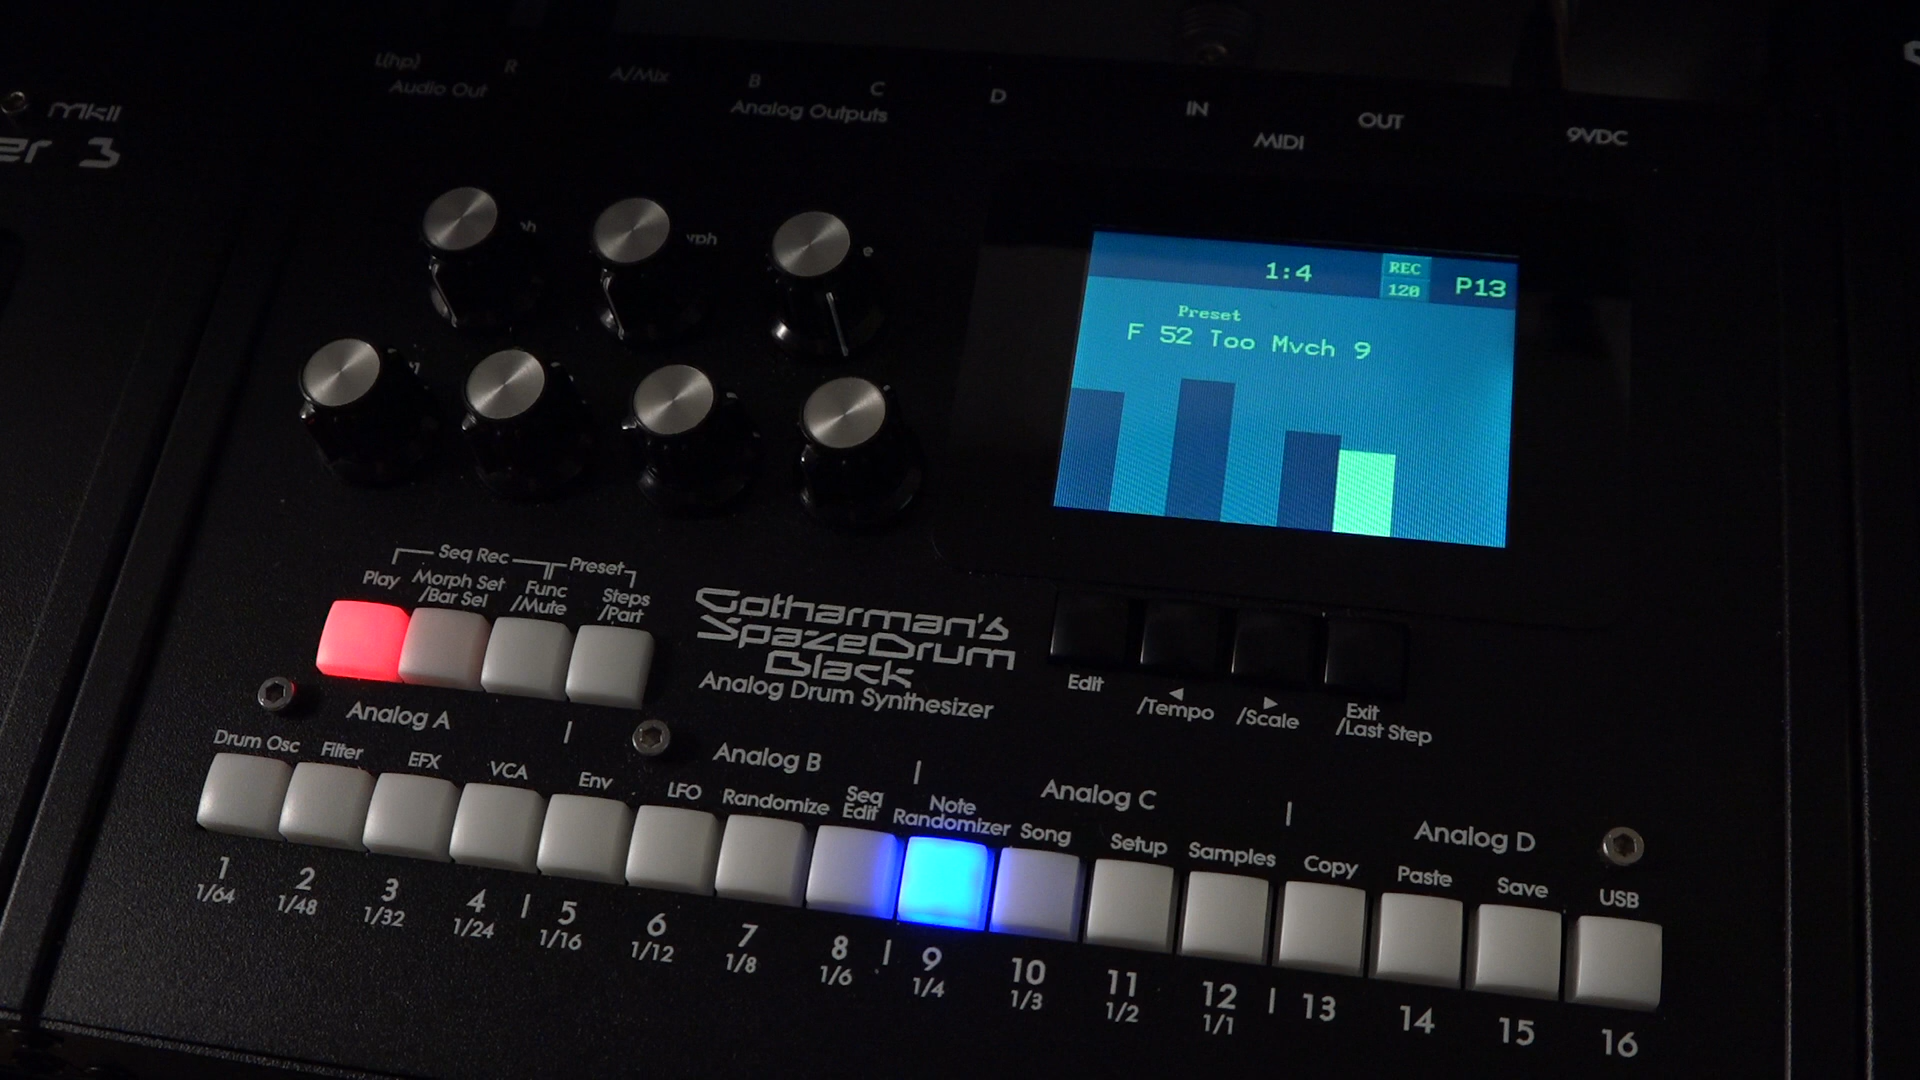 L(hp) R A/Mix B C D
Audio Out Analog Outputs
IN OUT 9VDC
MIDI
mkII
er 3
rph
e
1:4 REC P13
120
Preset
F 52 Too Mvch 9
Seq Rec Preset
Play Morph Set Func Steps
/Bar Sel /Mute /Part
Gotharman's
SpazeDrum
Black
Analog Drum Synthesizer
Edit ◄ ► Exit
/Tempo /Scale /Last Step
Analog A | Analog B | Analog C | Analog D
Drum Osc Filter EFX VCA Env LFO Randomize Seq Note Song Setup Samples Copy Paste Save USB
Edit Randomizer
1 2 3 4 | 5 6 7 8 | 9 10 11 12 | 13 14 15 16
1/64 1/48 1/32 1/24 1/16 1/12 1/8 1/6 1/4 1/3 1/2 1/1